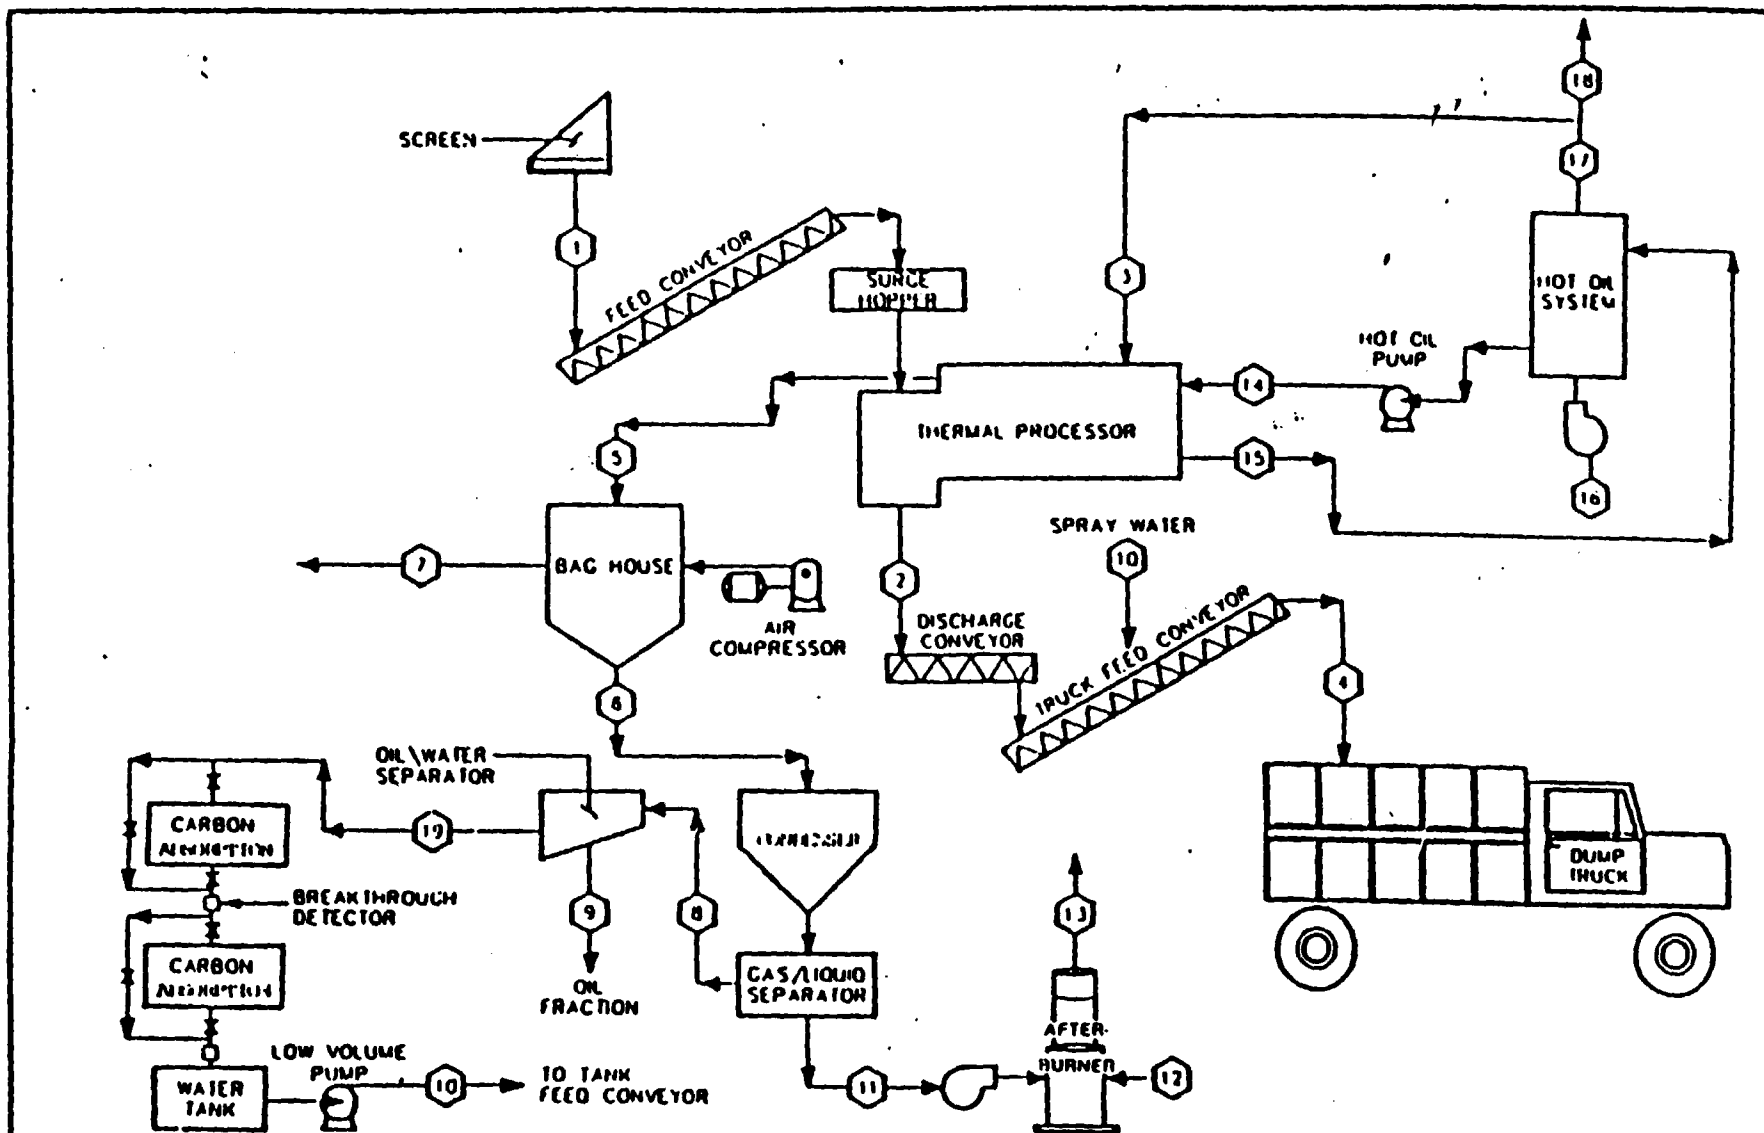 18
SCREEN
17
1
FEED CONVEYOR
3
SURGE
HOPPER
HOT OIL
SYSTEM
HOT OIL
PUMP
14
THERMAL PROCESSOR
15
5
16
SPRAY WATER
10
7
BAG HOUSE
2
AIR
COMPRESSOR
DISCHARGE
CONVEYOR
TRUCK FEED CONVEYOR
4
6
OIL\WATER
SEPARATOR
CARBON
19
CONDENSER
DUMP
TRUCK
BREAKTHROUGH
DETECTOR
9
8
13
CARBON
OIL
FRACTION
GAS/LIQUID
SEPARATOR
AFTER-
BURNER
LOW VOLUME
PUMP
WATER
TANK
10
TO TANK
FEED CONVEYOR
11
12